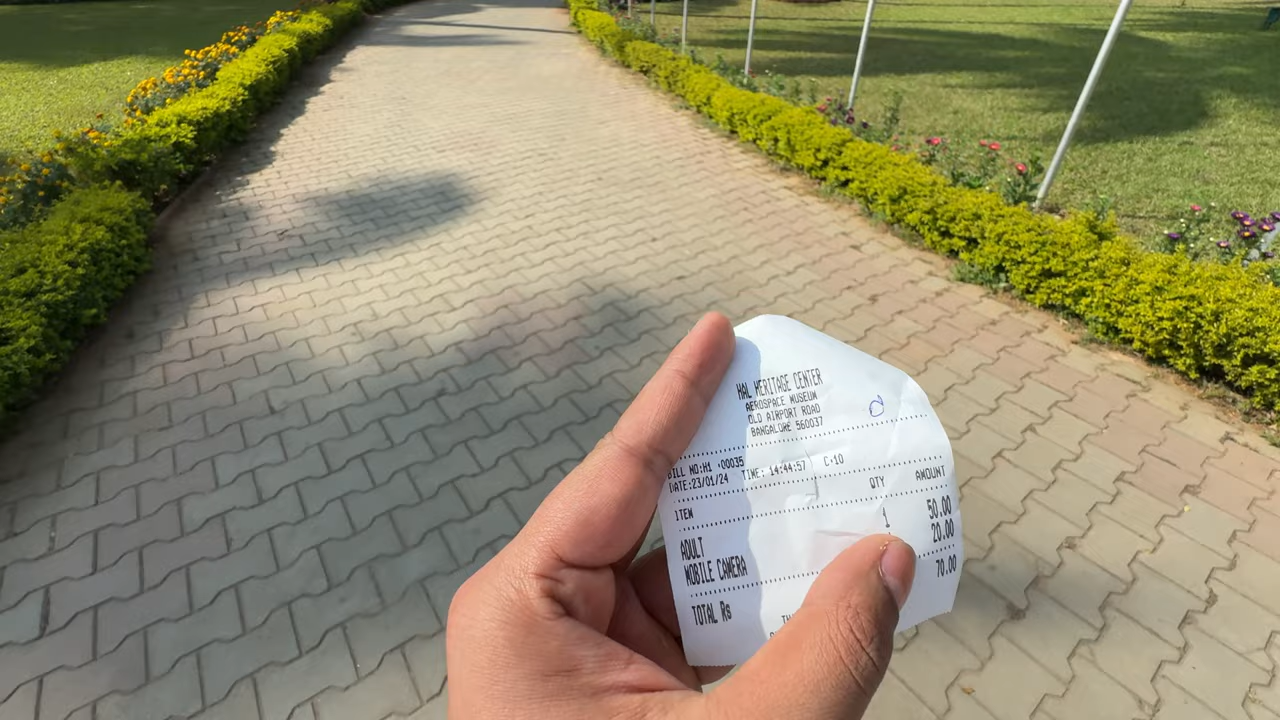 HAL HERITAGE CENTER
AEROSPACE MUSEUM
OLD AIRPORT ROAD
BANGALORE 560037
BILL NO:H1 -00035 TIME: 14:44:57 C-10
DATE:23/01/24
ITEM QTY AMOUNT
ADULT 1 50.00
MOBILE CAMERA 20.00
TOTAL Rs 70.00